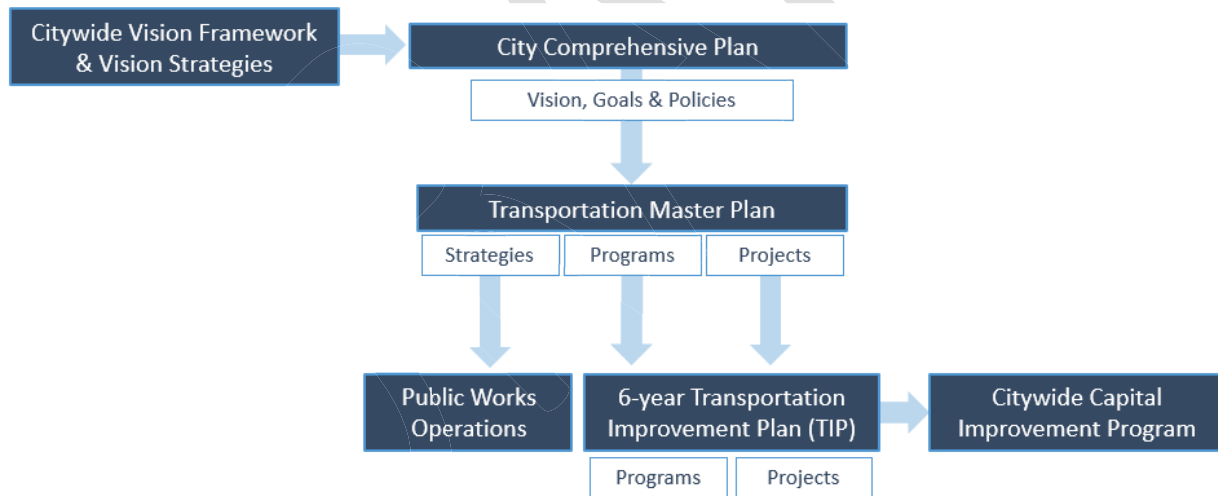 Citywide Vision Framework
& Vision Strategies
City Comprehensive Plan
Vision, Goals & Policies
Transportation Master Plan
Strategies
Programs
Projects
Public Works
Operations
6-year Transportation
Improvement Plan (TIP)
Citywide Capital
Improvement Program
Programs
Projects